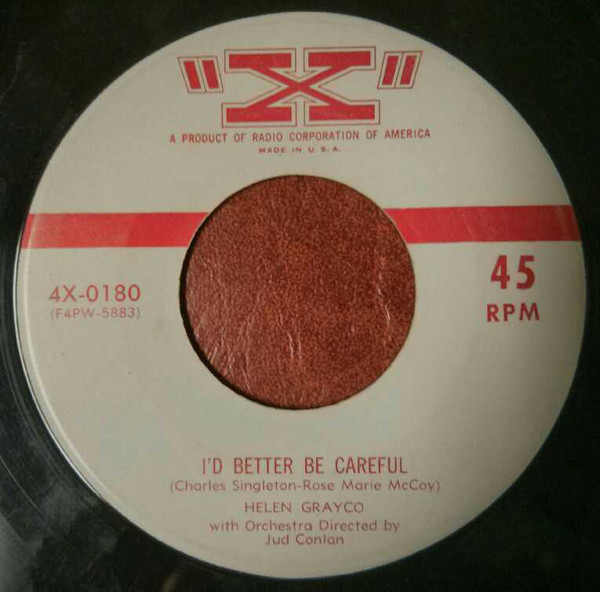 "X"
A PRODUCT OF RADIO CORPORATION OF AMERICA
MADE IN U.S.A.
45
RPM
4X-0180
(F4PW-5883)
I'D BETTER BE CAREFUL
(Charles Singleton-Rose Marie McCoy)
HELEN GRAYCO
with Orchestra Directed by
Jud Conlan